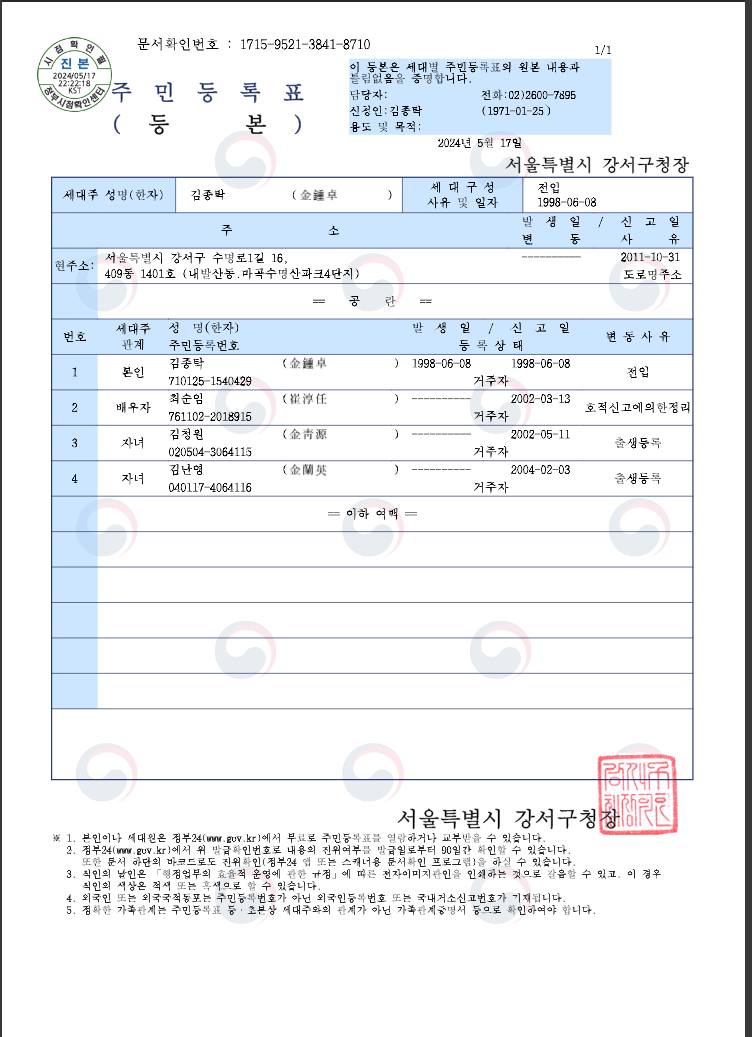 시점확인필
진본
2024/05/17
22:22:18
KST
정부시점확인센터
문서확인번호 : 1715-9521-3841-8710
1/1
주 민 등 록 표
( 등 본 )
이 등본은 세대별 주민등록표의 원본 내용과
틀림없음을 증명합니다.
담당자: 전화:02)2600-7895
신청인:김종탁 (1971-01-25 )
용도 및 목적:
2024년 5월 17일
서울특별시 강서구청장
세대주 성명(한자) 김종탁 (金鍾卓 ) 세 대 구 성 사유 및 일자 전입 1998-06-08
주 소 발 생 일 / 신 고 일
변 동 사 유
현주소: 서울특별시 강서구 수명로1길 16, ---------- 2011-10-31
409동 1401호 (내발산동.마곡수명산파크4단지) 도로명주소
== 공 란 ==
번호 세대주 관계 성 명(한자) 주민등록번호 발 생 일 / 신 고 일 등 록 상 태 변 동 사 유
1 본인 김종탁 (金鍾卓 ) 1998-06-08 1998-06-08 전입
710125-1540429 거주자
2 배우자 최순임 (崔淳任 ) ---------- 2002-03-13 호적신고에의한정리
761102-2018915 거주자
3 자녀 김청원 (金靑源 ) ---------- 2002-05-11 출생등록
020504-3064115 거주자
4 자녀 김난영 (金蘭英 ) ---------- 2004-02-03 출생등록
040117-4064116 거주자
== 이하 여백 ==
서울특별시 강서구청장
※ 1. 본인이나 세대원은 정부24(www.gov.kr)에서 무료로 주민등록표를 열람하거나 교부받을 수 있습니다.
2. 정부24(www.gov.kr)에서 위 발급확인번호로 내용의 진위여부를 발급일로부터 90일간 확인할 수 있습니다.
또한 문서 하단의 바코드로도 진위확인(정부24 앱 또는 스캐너용 문서확인 프로그램)을 하실 수 있습니다.
3. 직인의 날인은 「행정업무의 효율적 운영에 관한 규정」에 따른 전자이미지관인을 인쇄하는 것으로 갈음할 수 있고, 이 경우
직인의 색상은 적색 또는 흑색으로 할 수 있습니다.
4. 외국인 또는 외국국적동포는 주민등록번호가 아닌 외국인등록번호 또는 국내거소신고번호가 기재됩니다.
5. 정확한 가족관계는 주민등록표 등·초본상 세대주와의 관계가 아닌 가족관계증명서 등으로 확인하여야 합니다.